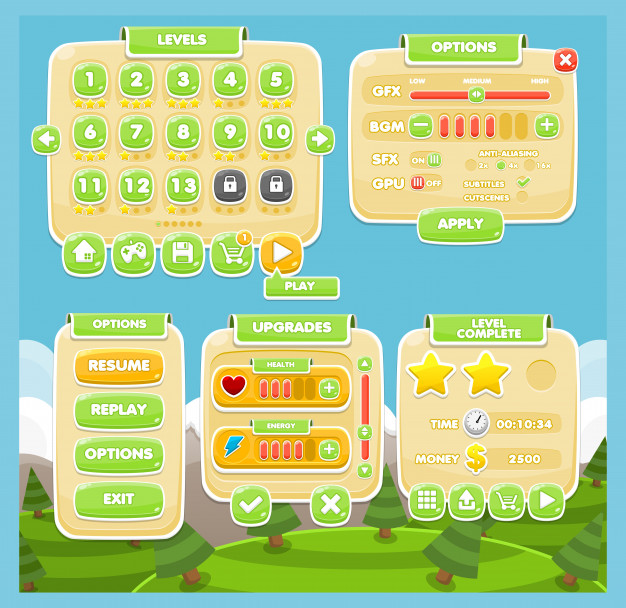 LEVELS
1 2 3 4 5
6 7 8 9 10
11 12 13
1
PLAY
OPTIONS
LOW MEDIUM HIGH
GFX
BGM
SFX ON
ANTI-ALIASING
2x 4x 16x
GPU OFF
SUBTITLES
CUTSCENES
APPLY
OPTIONS
RESUME
REPLAY
OPTIONS
EXIT
UPGRADES
HEALTH
ENERGY
LEVEL
COMPLETE
TIME 00:10:34
MONEY $ 2500